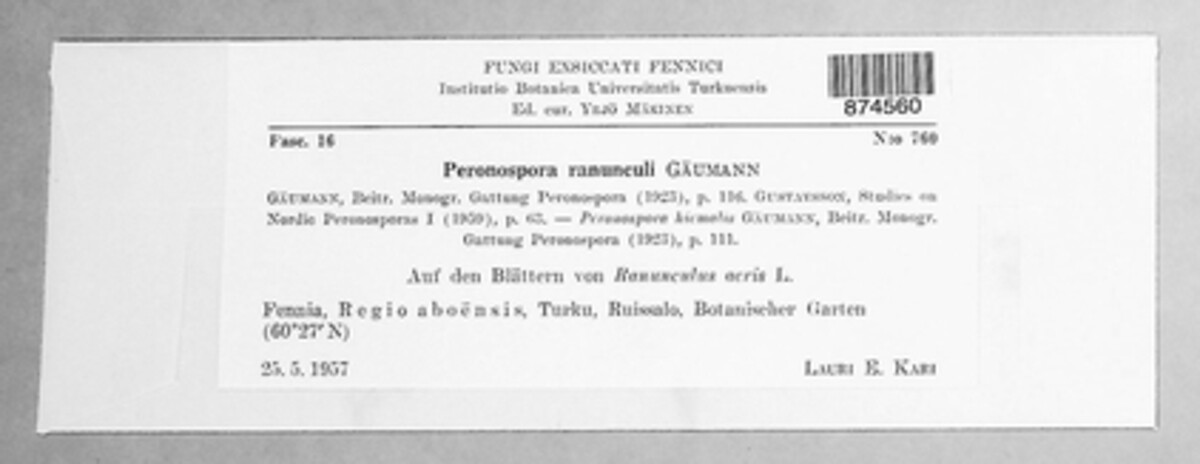 FUNGI EXSICCATI FENNICI
Instituto Botanica Universitatis Turkuensis
Ed. cur. YRJÖ MÄKINEN
874560
Fasc. 16 N:o 760
Peronospora ranunculi GÄUMANN
GÄUMANN, Beitr. Monogr. Gattung Peronospora (1923), p. 116. GUSTAVSSON, Studies on
Nordic Peronosporas I (1959), p. 63. — Peronospora hiemalis GÄUMANN, Beitr. Monogr.
Gattung Peronospora (1923), p. 111.
Auf den Blättern von Ranunculus acris L.
Fennia, Regio aboënsis, Turku, Ruissalo, Botanischer Garten
(60°27' N)
25. 5. 1957 LAURI E. KARI